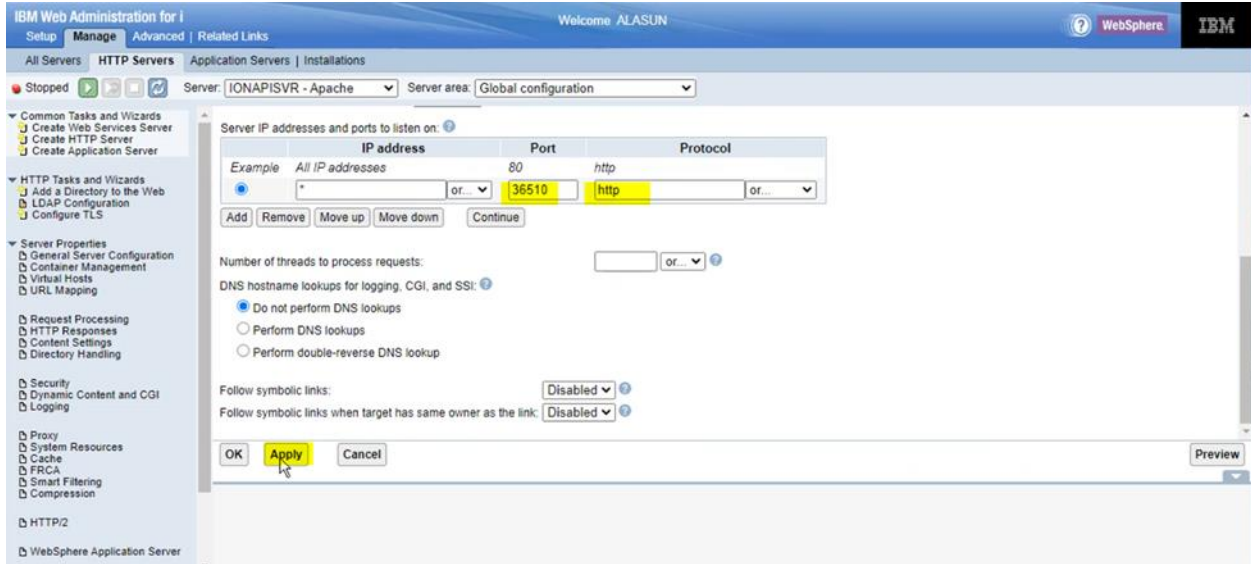 IBM Web Administration for i
Welcome ALASUN
WebSphere.
IBM
Setup Manage Advanced | Related Links
All Servers HTTP Servers Application Servers | Installations
Stopped Server: IONAPISVR - Apache Server area: Global configuration
Common Tasks and Wizards
Create Web Services Server
Create HTTP Server
Create Application Server
HTTP Tasks and Wizards
Add a Directory to the Web
LDAP Configuration
Configure TLS
Server Properties
General Server Configuration
Container Management
Virtual Hosts
URL Mapping
Request Processing
HTTP Responses
Content Settings
Directory Handling
Security
Dynamic Content and CGI
Logging
Proxy
System Resources
Cache
FRCA
Smart Filtering
Compression
HTTP/2
WebSphere Application Server
Server IP addresses and ports to listen on:
IP address Port Protocol
Example All IP addresses 80 http
* or... 36510 http or...
Add Remove Move up Move down Continue
Number of threads to process requests: or...
DNS hostname lookups for logging, CGI, and SSI:
Do not perform DNS lookups
Perform DNS lookups
Perform double-reverse DNS lookup
Follow symbolic links: Disabled
Follow symbolic links when target has same owner as the link: Disabled
OK Apply Cancel Preview